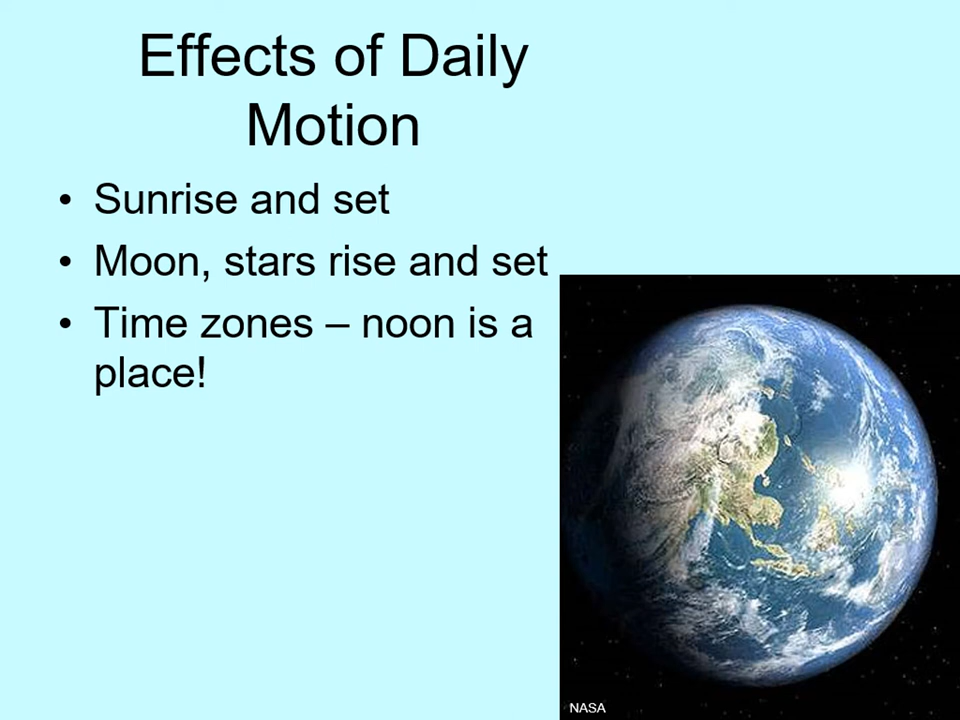 Effects of Daily
Motion
• Sunrise and set
• Moon, stars rise and set
• Time zones – noon is a
place!
NASA